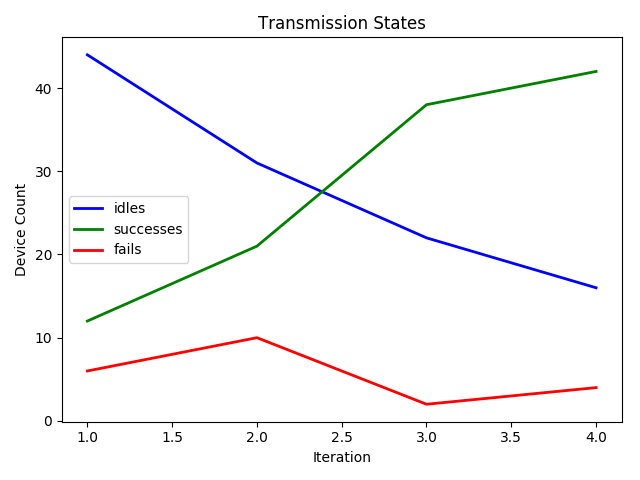 Transmission States
Device Count
40
30
20
10
0
idles
successes
fails
1.0 1.5 2.0 2.5 3.0 3.5 4.0
Iteration